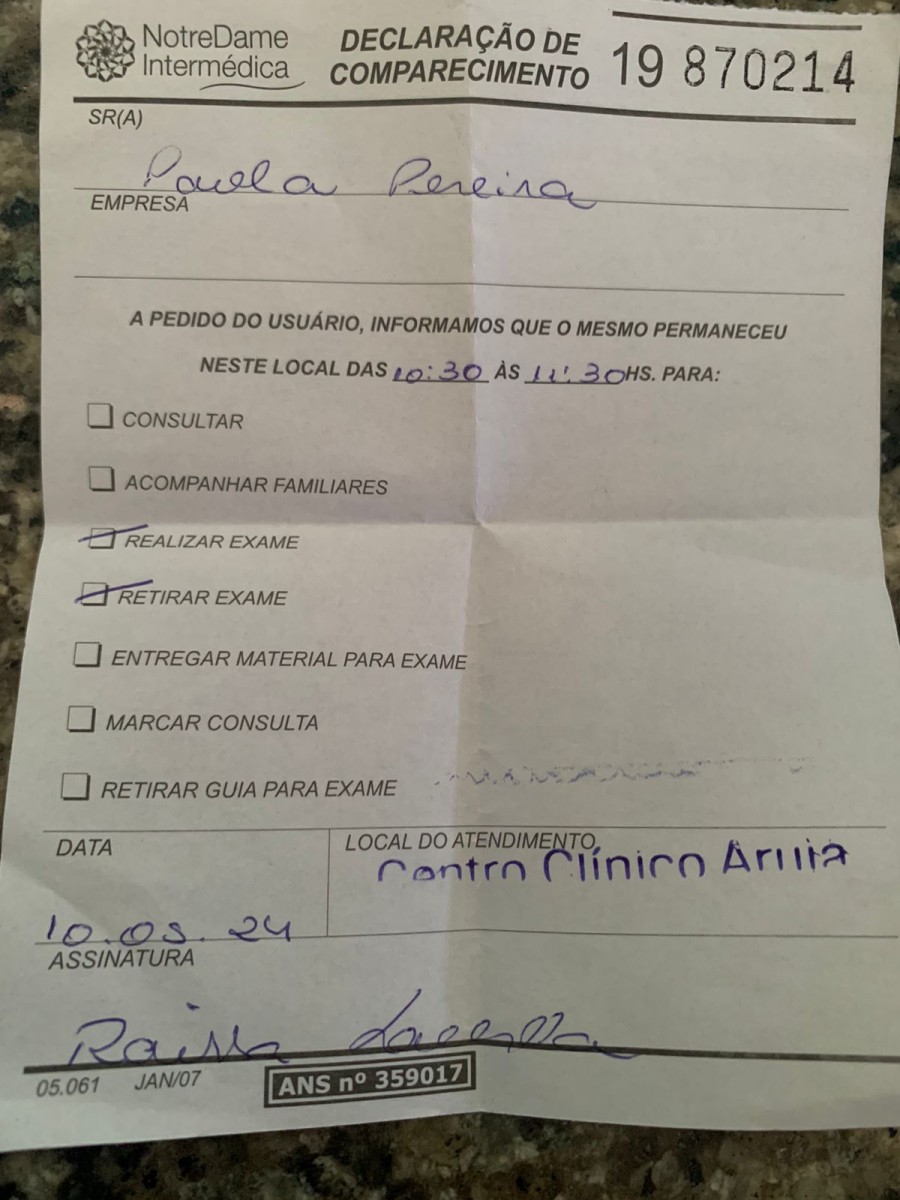 NotreDame
Intermédica
DECLARAÇÃO DE
COMPARECIMENTO
19 870214
SR(A)
Paula Pereira
EMPRESA
A PEDIDO DO USUÁRIO, INFORMAMOS QUE O MESMO PERMANECEU
NESTE LOCAL DAS 10:30 ÀS 11:30HS. PARA:
CONSULTAR
ACOMPANHAR FAMILIARES
REALIZAR EXAME
RETIRAR EXAME
ENTREGAR MATERIAL PARA EXAME
MARCAR CONSULTA
RETIRAR GUIA PARA EXAME
DATA
LOCAL DO ATENDIMENTO
Centro Clínico
10.05.24
ASSINATURA
Raissa
05.061 JAN/07
ANS nº 359017